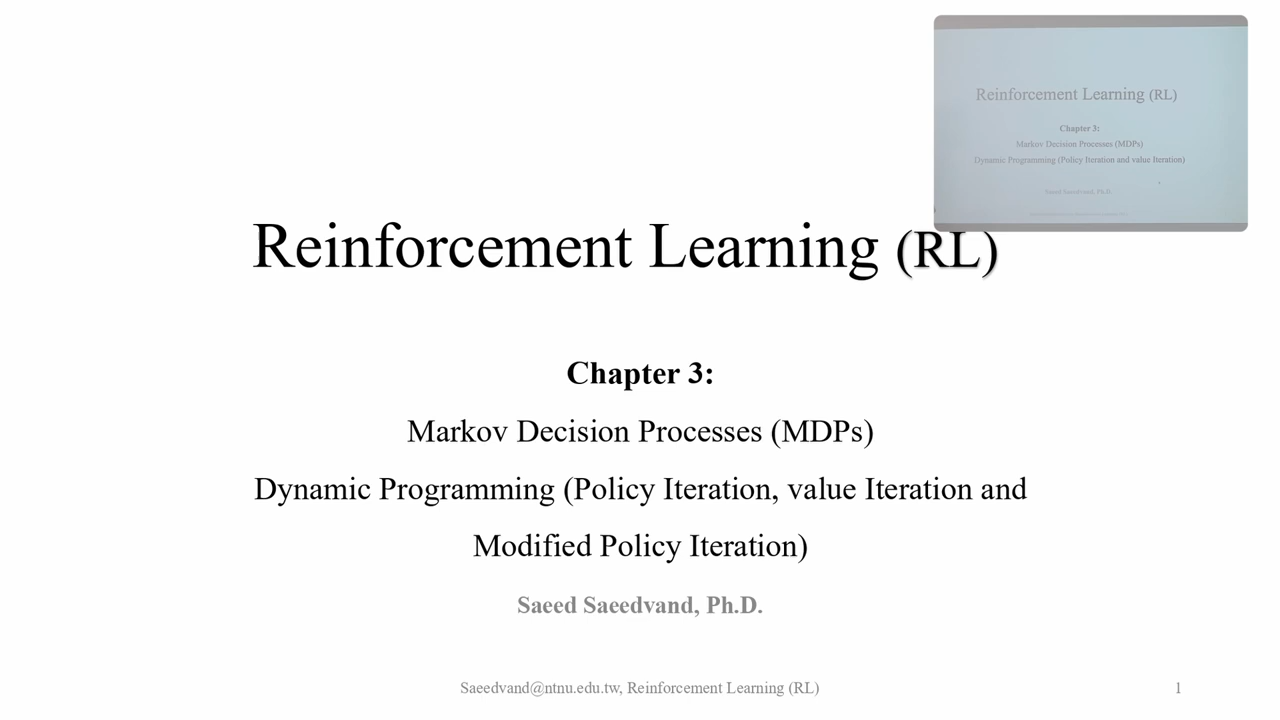 Reinforcement Learning (RL)
Chapter 3:
Markov Decision Processes (MDPs)
Dynamic Programming (Policy Iteration and value Iteration)
Saeed Saeedvand, Ph.D.
Reinforcement Learning (RL)
Chapter 3:
Markov Decision Processes (MDPs)
Dynamic Programming (Policy Iteration, value Iteration and
Modified Policy Iteration)
Saeed Saeedvand, Ph.D.
Saeedvand@ntnu.edu.tw, Reinforcement Learning (RL)
1